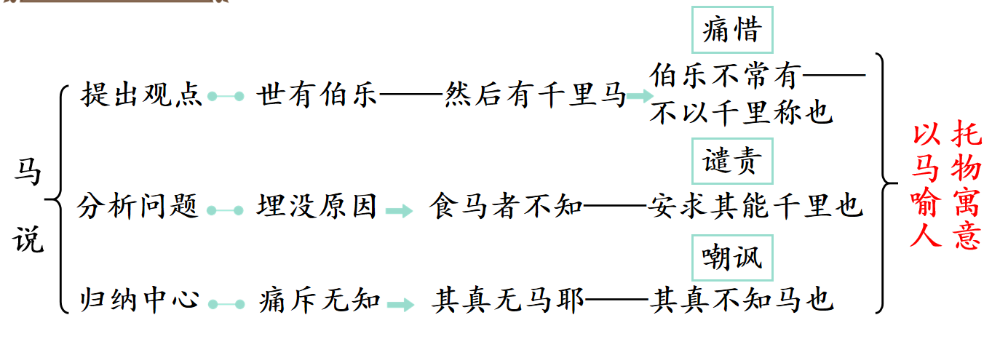 马说
提出观点
世有伯乐——然后有千里马
痛惜
伯乐不常有——
不以千里称也
分析问题
埋没原因
谴责
食马者不知——安求其能千里也
归纳中心
痛斥无知
嘲讽
其真无马耶——其真不知马也
托物寓意
以马喻人